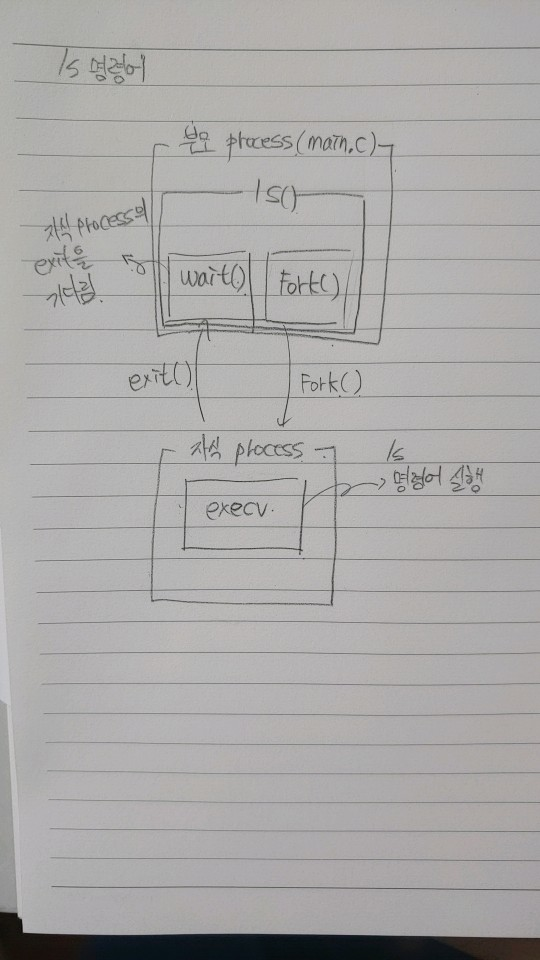 ls 명령어
부모 process(main.c)
ls()
자식 process의
exit을
기다림.
wait()
Fork()
exit()
Fork()
자식 process
ls
명령어 실행
execv.